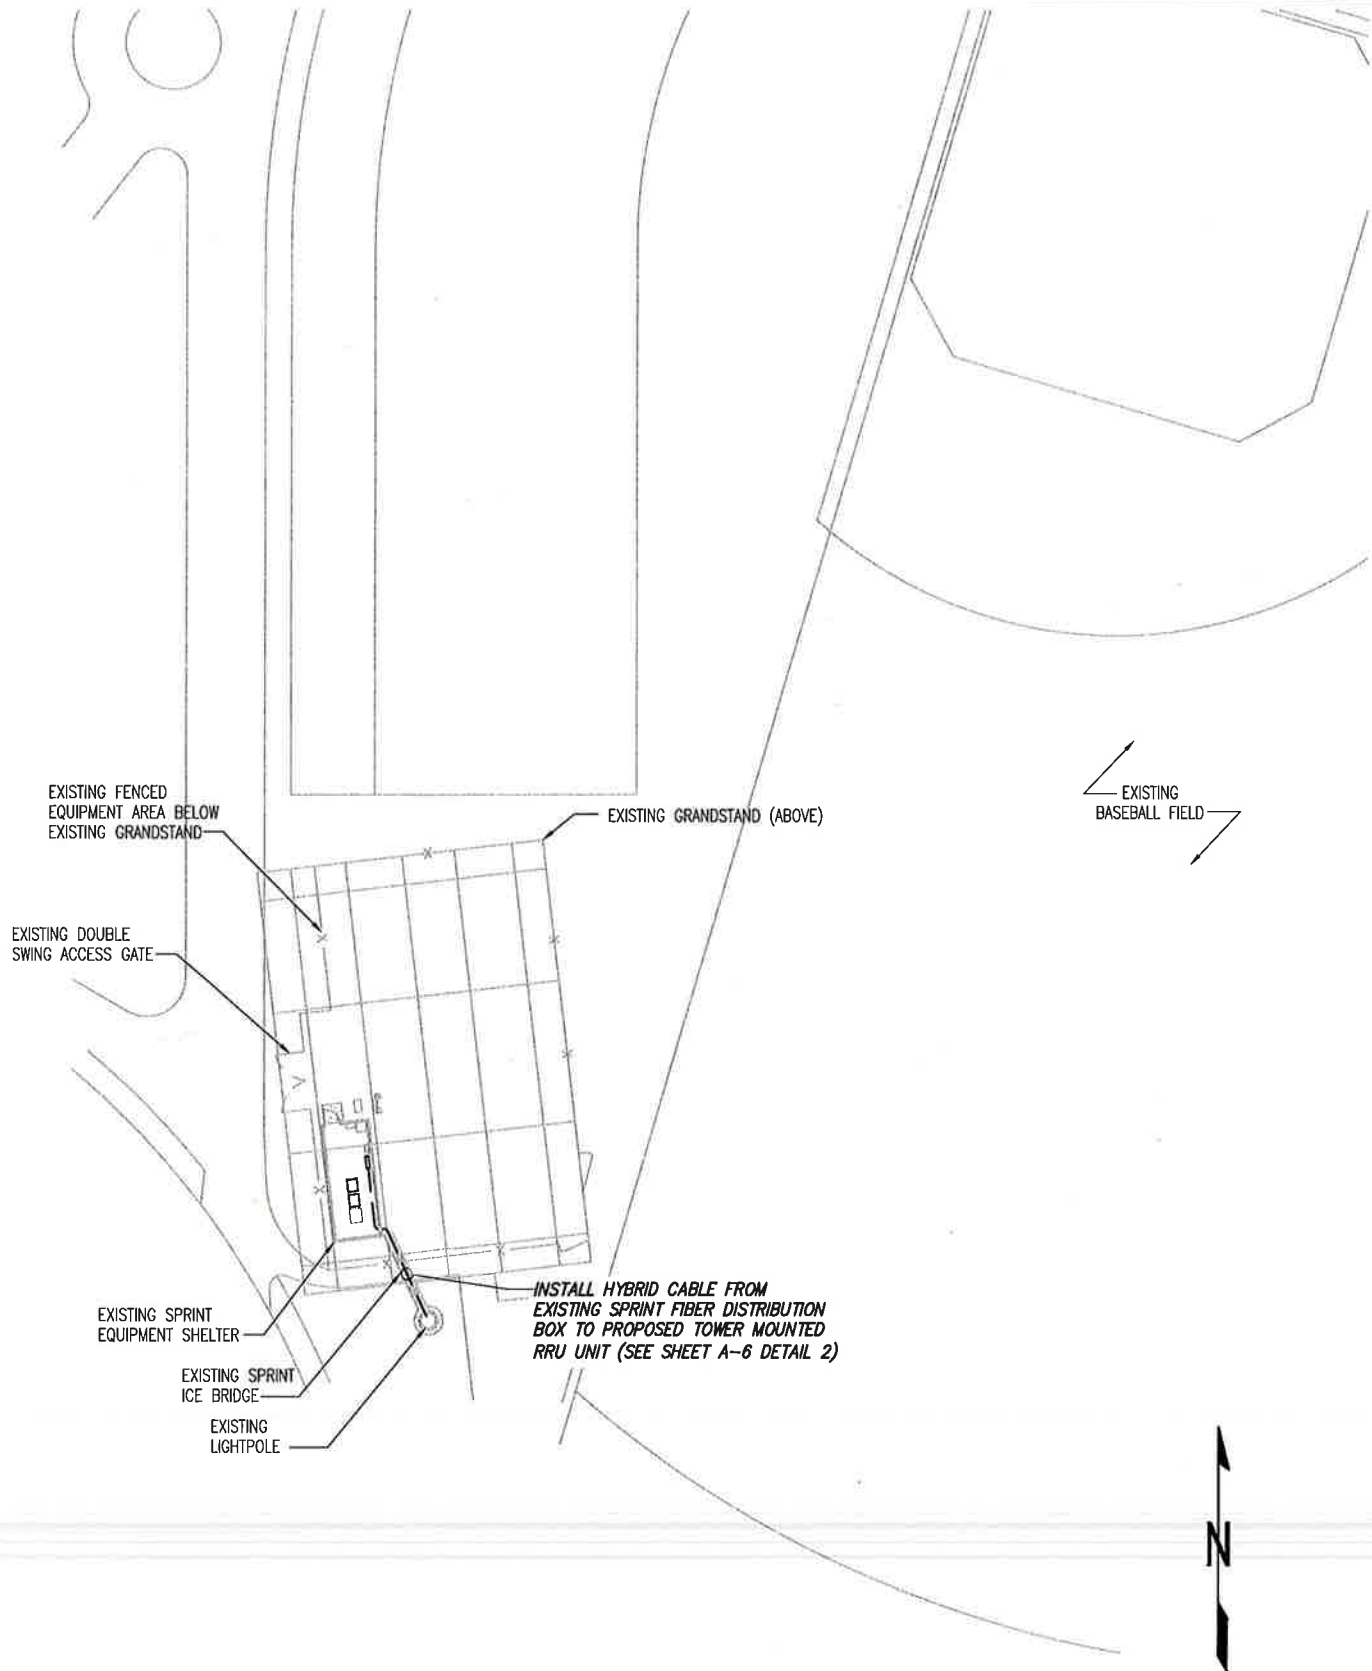 EXISTING FENCED
EQUIPMENT AREA BELOW
EXISTING GRANDSTAND
EXISTING GRANDSTAND (ABOVE)
EXISTING
BASEBALL FIELD
EXISTING DOUBLE
SWING ACCESS GATE
INSTALL HYBRID CABLE FROM
EXISTING SPRINT FIBER DISTRIBUTION
BOX TO PROPOSED TOWER MOUNTED
RRU UNIT (SEE SHEET A-6 DETAIL 2)
EXISTING SPRINT
EQUIPMENT SHELTER
EXISTING SPRINT
ICE BRIDGE
EXISTING
LIGHTPOLE
N